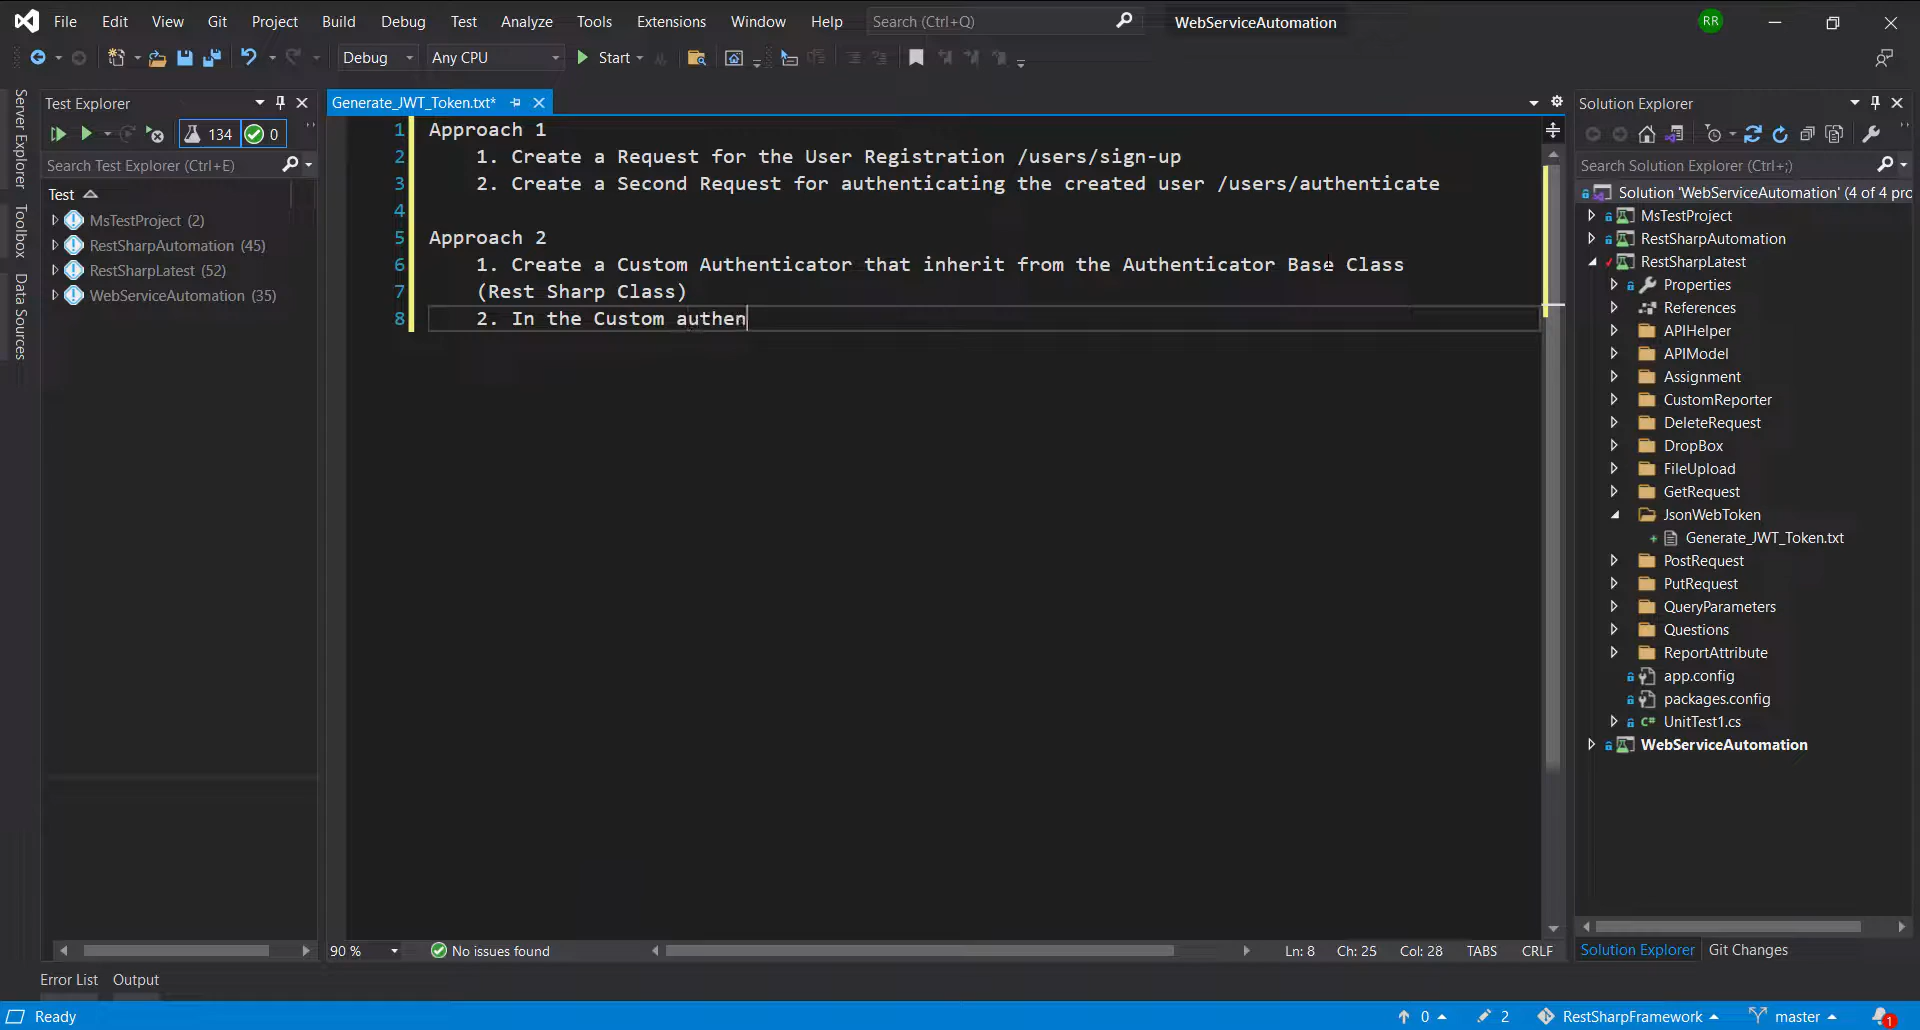 File Edit View Git Project Build Debug Test Analyze Tools Extensions Window Help Search (Ctrl+Q) WebServiceAutomation RR
Debug Any CPU Start
Server Explorer
Toolbox
Data Sources
Test Explorer
134 0
Search Test Explorer (Ctrl+E)
Test
MsTestProject (2)
RestSharpAutomation (45)
RestSharpLatest (52)
WebServiceAutomation (35)
Generate_JWT_Token.txt*
1 Approach 1
2 1. Create a Request for the User Registration /users/sign-up
3 2. Create a Second Request for authenticating the created user /users/authenticate
4
5 Approach 2
6 1. Create a Custom Authenticator that inherit from the Authenticator Base Class
7 (Rest Sharp Class)
8 2. In the Custom authen
90 % No issues found Ln: 8 Ch: 25 Col: 28 TABS CRLF
Solution Explorer
Search Solution Explorer (Ctrl+;)
Solution 'WebServiceAutomation' (4 of 4 pro
MsTestProject
RestSharpAutomation
RestSharpLatest
Properties
References
APIHelper
APIModel
Assignment
CustomReporter
DeleteRequest
DropBox
FileUpload
GetRequest
JsonWebToken
Generate_JWT_Token.txt
PostRequest
PutRequest
QueryParameters
Questions
ReportAttribute
app.config
packages.config
UnitTest1.cs
WebServiceAutomation
Solution Explorer Git Changes
Error List Output
Ready 0 2 RestSharpFramework master 1